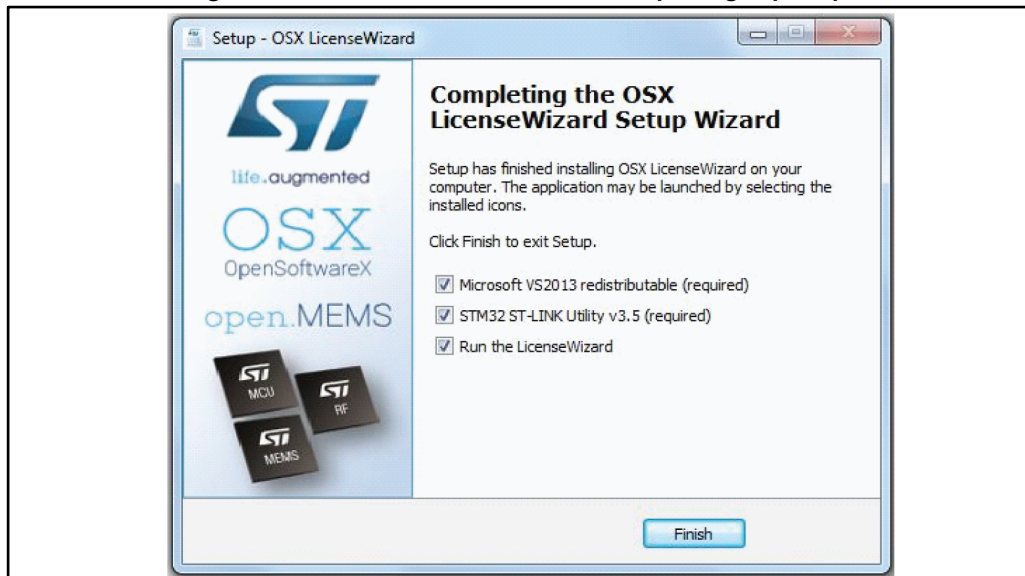 Setup - OSX LicenseWizard
life.augmented
OSX
OpenSoftwareX
open.MEMS
ST
MCU
ST
RF
ST
MEMS
Completing the OSX
LicenseWizard Setup Wizard
Setup has finished installing OSX LicenseWizard on your
computer. The application may be launched by selecting the
installed icons.
Click Finish to exit Setup.
Microsoft VS2013 redistributable (required)
STM32 ST-LINK Utility v3.5 (required)
Run the LicenseWizard
Finish